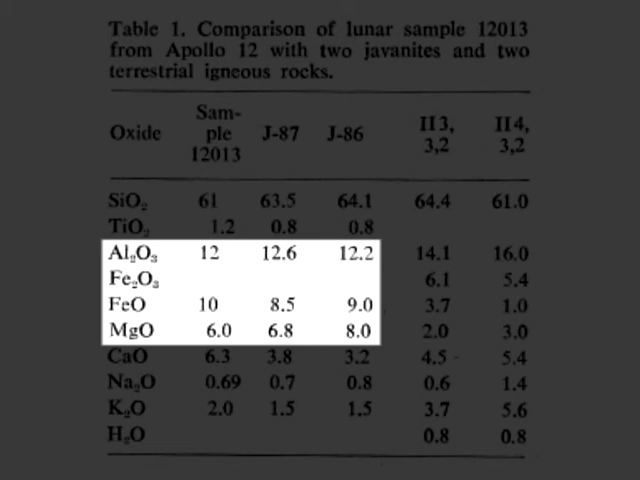 Table 1. Comparison of lunar sample 12013
from Apollo 12 with two javanites and two
terrestrial igneous rocks.
Oxide Sam-ple 12013 J-87 J-86 II 3, 3,2 II 4, 3,2
SiO₂ 61 63.5 64.1 64.4 61.0
TiO₂ 1.2 0.8 0.8
Al₂O₃ 12 12.6 12.2 14.1 16.0
Fe₂O₃ 6.1 5.4
FeO 10 8.5 9.0 3.7 1.0
MgO 6.0 6.8 8.0 2.0 3.0
CaO 6.3 3.8 3.2 4.5 5.4
Na₂O 0.69 0.7 0.8 0.6 1.4
K₂O 2.0 1.5 1.5 3.7 5.6
H₂O 0.8 0.8